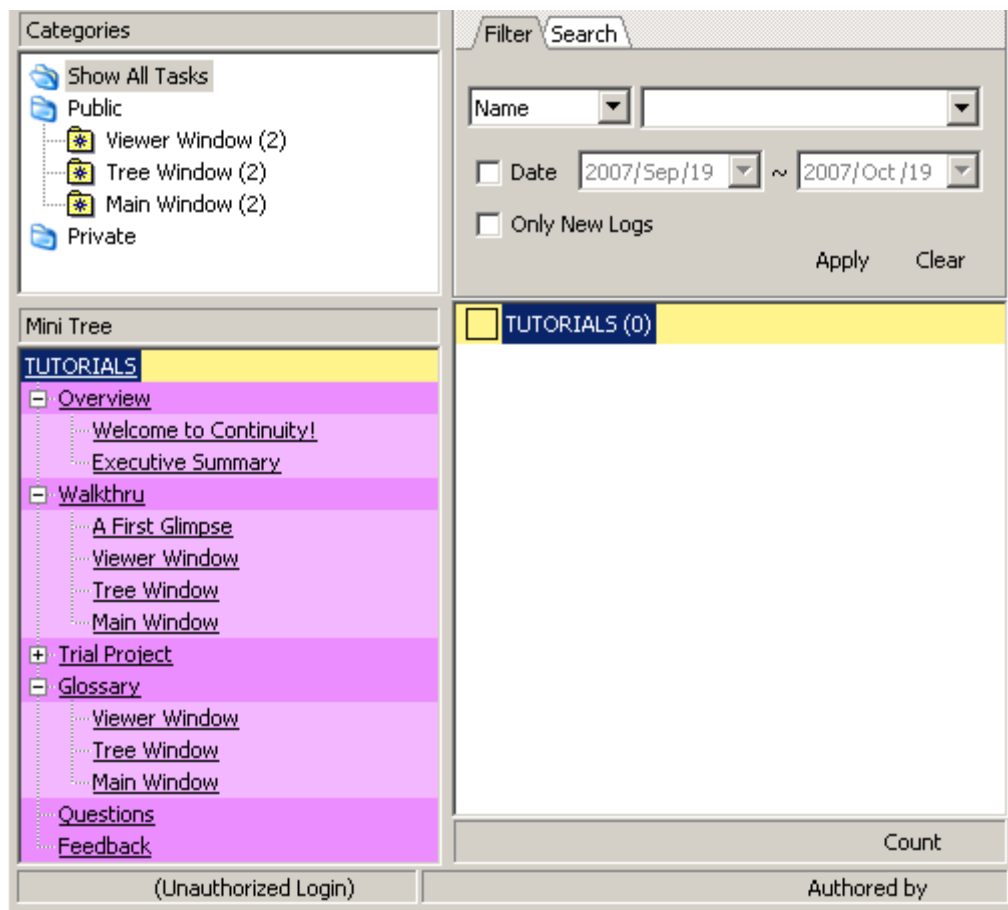 Categories
Show All Tasks
Public
Viewer Window (2)
Tree Window (2)
Main Window (2)
Private
Filter Search
Name
Date 2007/Sep/19 ~ 2007/Oct/19
Only New Logs
Apply Clear
Mini Tree
TUTORIALS
Overview
Welcome to Continuity!
Executive Summary
Walkthru
A First Glimpse
Viewer Window
Tree Window
Main Window
Trial Project
Glossary
Viewer Window
Tree Window
Main Window
Questions
Feedback
TUTORIALS (0)
Count
(Unauthorized Login) Authored by